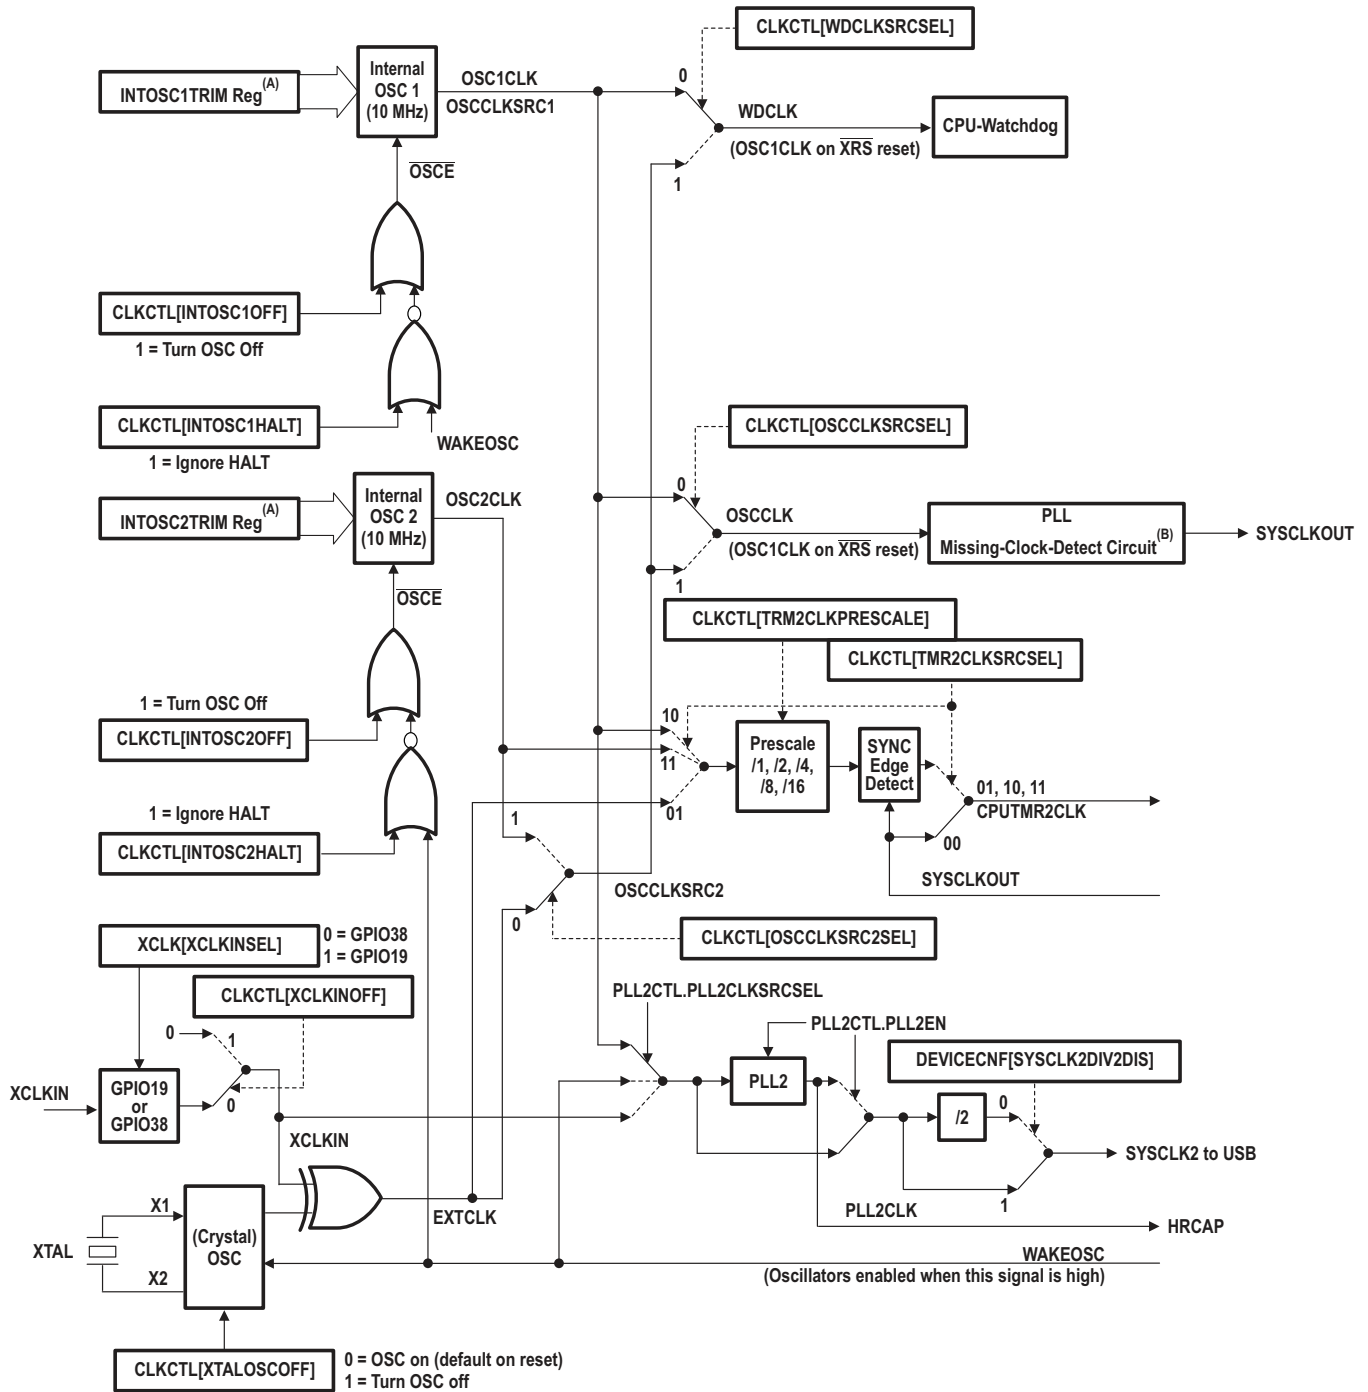 CLKCTL[WDCLKSRCSEL]
Internal
OSC 1
(10 MHz)
INTOSC1TRIM Reg(A)
OSC1CLK
OSCCLKSRC1
0
WDCLK
(OSC1CLK on XRS reset)
CPU-Watchdog
1
OSCE
CLKCTL[INTOSC1OFF]
1 = Turn OSC Off
CLKCTL[INTOSC1HALT]
1 = Ignore HALT
WAKEOSC
CLKCTL[OSCCLKSRCSEL]
INTOSC2TRIM Reg(A)
Internal
OSC 2
(10 MHz)
OSC2CLK
0
OSCCLK
(OSC1CLK on XRS reset)
1
PLL
Missing-Clock-Detect Circuit(B)
SYSCLKOUT
OSCE
CLKCTL[TRM2CLKPRESCALE]
CLKCTL[TMR2CLKSRCSEL]
1 = Turn OSC Off
CLKCTL[INTOSC2OFF]
10
11
01
Prescale
/1, /2, /4,
/8, /16
SYNC
Edge
Detect
01, 10, 11
CPUTMR2CLK
00
SYSCLKOUT
1 = Ignore HALT
CLKCTL[INTOSC2HALT]
1
0
OSCCLKSRC2
CLKCTL[OSCCLKSRC2SEL]
XCLK[XCLKINSEL]
0 = GPIO38
1 = GPIO19
CLKCTL[XCLKINOFF]
0
1
0
XCLKIN
GPIO19
or
GPIO38
XCLKIN
PLL2CTL.PLL2CLKSRCSEL
PLL2CTL.PLL2EN
DEVICECNF[SYSCLK2DIV2DIS]
PLL2
/2
0
1
SYSCLK2 to USB
PLL2CLK
HRCAP
EXTCLK
XTAL
X1
X2
(Crystal)
OSC
WAKEOSC
(Oscillators enabled when this signal is high)
CLKCTL[XTALOSCOFF]
0 = OSC on (default on reset)
1 = Turn OSC off